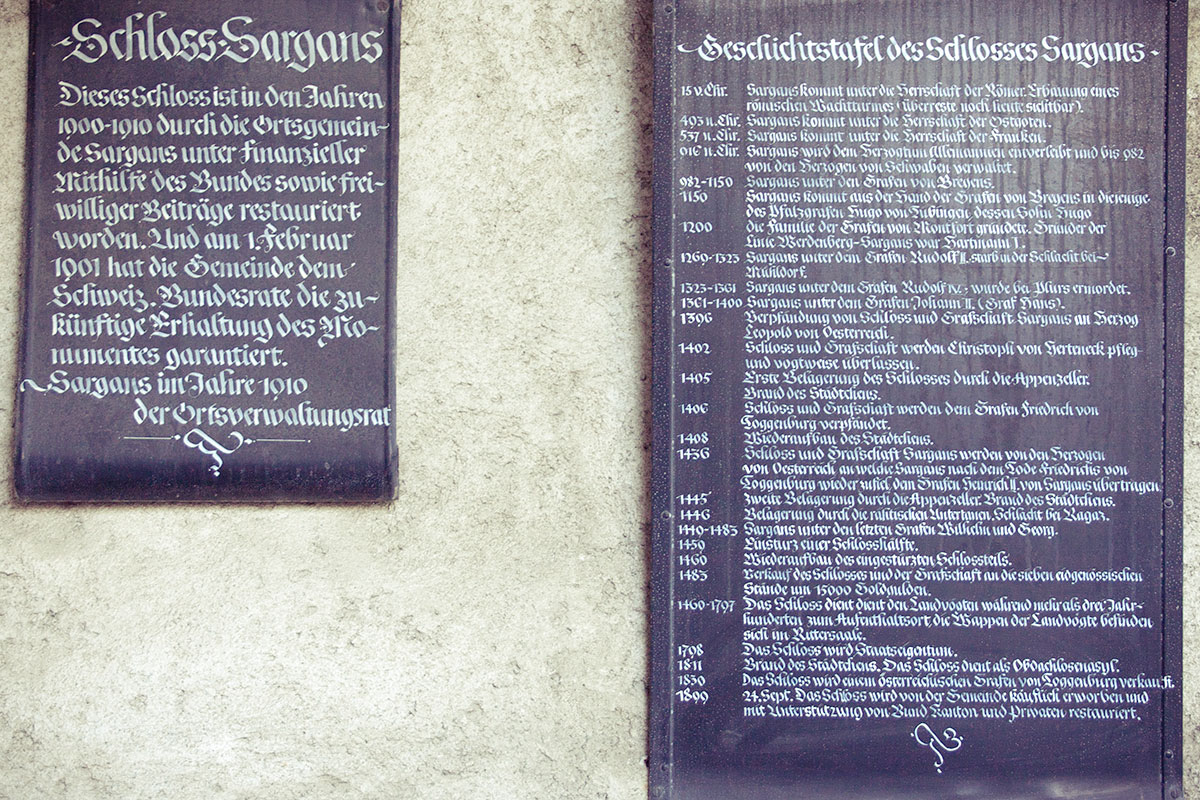 Schloss-Sargans
Dieses Schloss ist in den Jahren
1900-1910 durch die Ortsgemein-
de Sargans unter finanzieller
Mithilfe des Bundes sowie frei-
williger Beiträge restauriert
worden. Und am 1. Februar
1901 hat die Gemeinde dem
Schweiz. Bundesrate die zu-
künftige Erhaltung des Mo-
numentes garantiert.
Sargans im Jahre 1910
der Ortsverwaltungsrat
Geschichtstafel des Schlosses Sargans
15 v. Chr. Sargans kommt unter die Herrschaft der Römer. Erbauung eines
römischen Wachtturmes (überreste noch heute sichtbar).
493 n. Chr. Sargans kommt unter die Herrschaft der Ostgoten.
537 n. Chr. Sargans kommt unter die Herrschaft der Franken.
n. Chr. Sargans wird dem Herzogtum Allemannien einverleibt und bis 982
von den Herzogen von Schwaben verwaltet.
982-1150 Sargans unter den Grafen von Bregens.
1150 Sargans kommt aus der Hand der Grafen von Bregens in diejenige
des Pfalzgrafen Hugo von Tübingen, dessen Sohn Hugo
1200 die Familie der Grafen von Montfort gründete. Gründer der
Linie Werdenberg-Sargans war Hartmann I.
1269-1323 Sargans unter dem Grafen Rudolf II. starb in der Schlacht bei
Mühldorf.
1323-1361 Sargans unter dem Grafen Rudolf IV.; wurde bei Plurs ermordet.
1361-1400 Sargans unter dem Grafen Johann II. (Graf Hans).
1396 Verpfändung von Schloss und Grafschaft Sargans an Herzog
Leopold von Oesterreich.
1402 Schloss und Grafschaft werden Christoph von Herteneck pfleg-
und vogtweise überlassen.
1405 Erste Belagerung des Schlosses durch die Appenzeller.
Brand des Städtchens.
1406 Schloss und Grafschaft werden dem Grafen Friedrich von
Toggenburg verpfändet.
1408 Wiederaufbau des Städtchens.
1436 Schloss und Grafschaft Sargans werden von den Herzogen
von Oesterreich an welche Sargans nach dem Tode Friedrichs von
Toggenburg wieder zufiel, dem Grafen Heinrich II. von Sargans übertragen
1445 Zweite Belagerung durch die Appenzeller. Brand des Städtchens.
1446 Belagerung durch die rätischen Untertanen, Schlacht bei Ragaz.
1449-1483 Sargans unter den letzten Grafen Wilhelm und Georg.
1459 Einsturz einer Schlosshälfte.
1460 Wiederaufbau des eingestürzten Schlossteils.
1483 Verkauf des Schlosses und der Grafschaft an die sieben eidgenössischen
Stände um 15000 Goldgulden.
1460-1797 Das Schloss dient dient den Landvögten während mehr als drei Jahr-
hunderten zum Aufenthaltsort, die Wappen der Landvögte befinden
sich im Rittersaale.
1798 Das Schloss wird Staatseigentum.
1811 Brand des Städtchens. Das Schloss dient als Obdachlosenasyl.
1830 Das Schloss wird einem österreichischen Grafen von Toggenburg verkauft.
1899 24. Sept. Das Schloss wird von der Gemeinde käuflich erworben und
mit Unterstützung von Bund Kanton und Privaten restauriert.